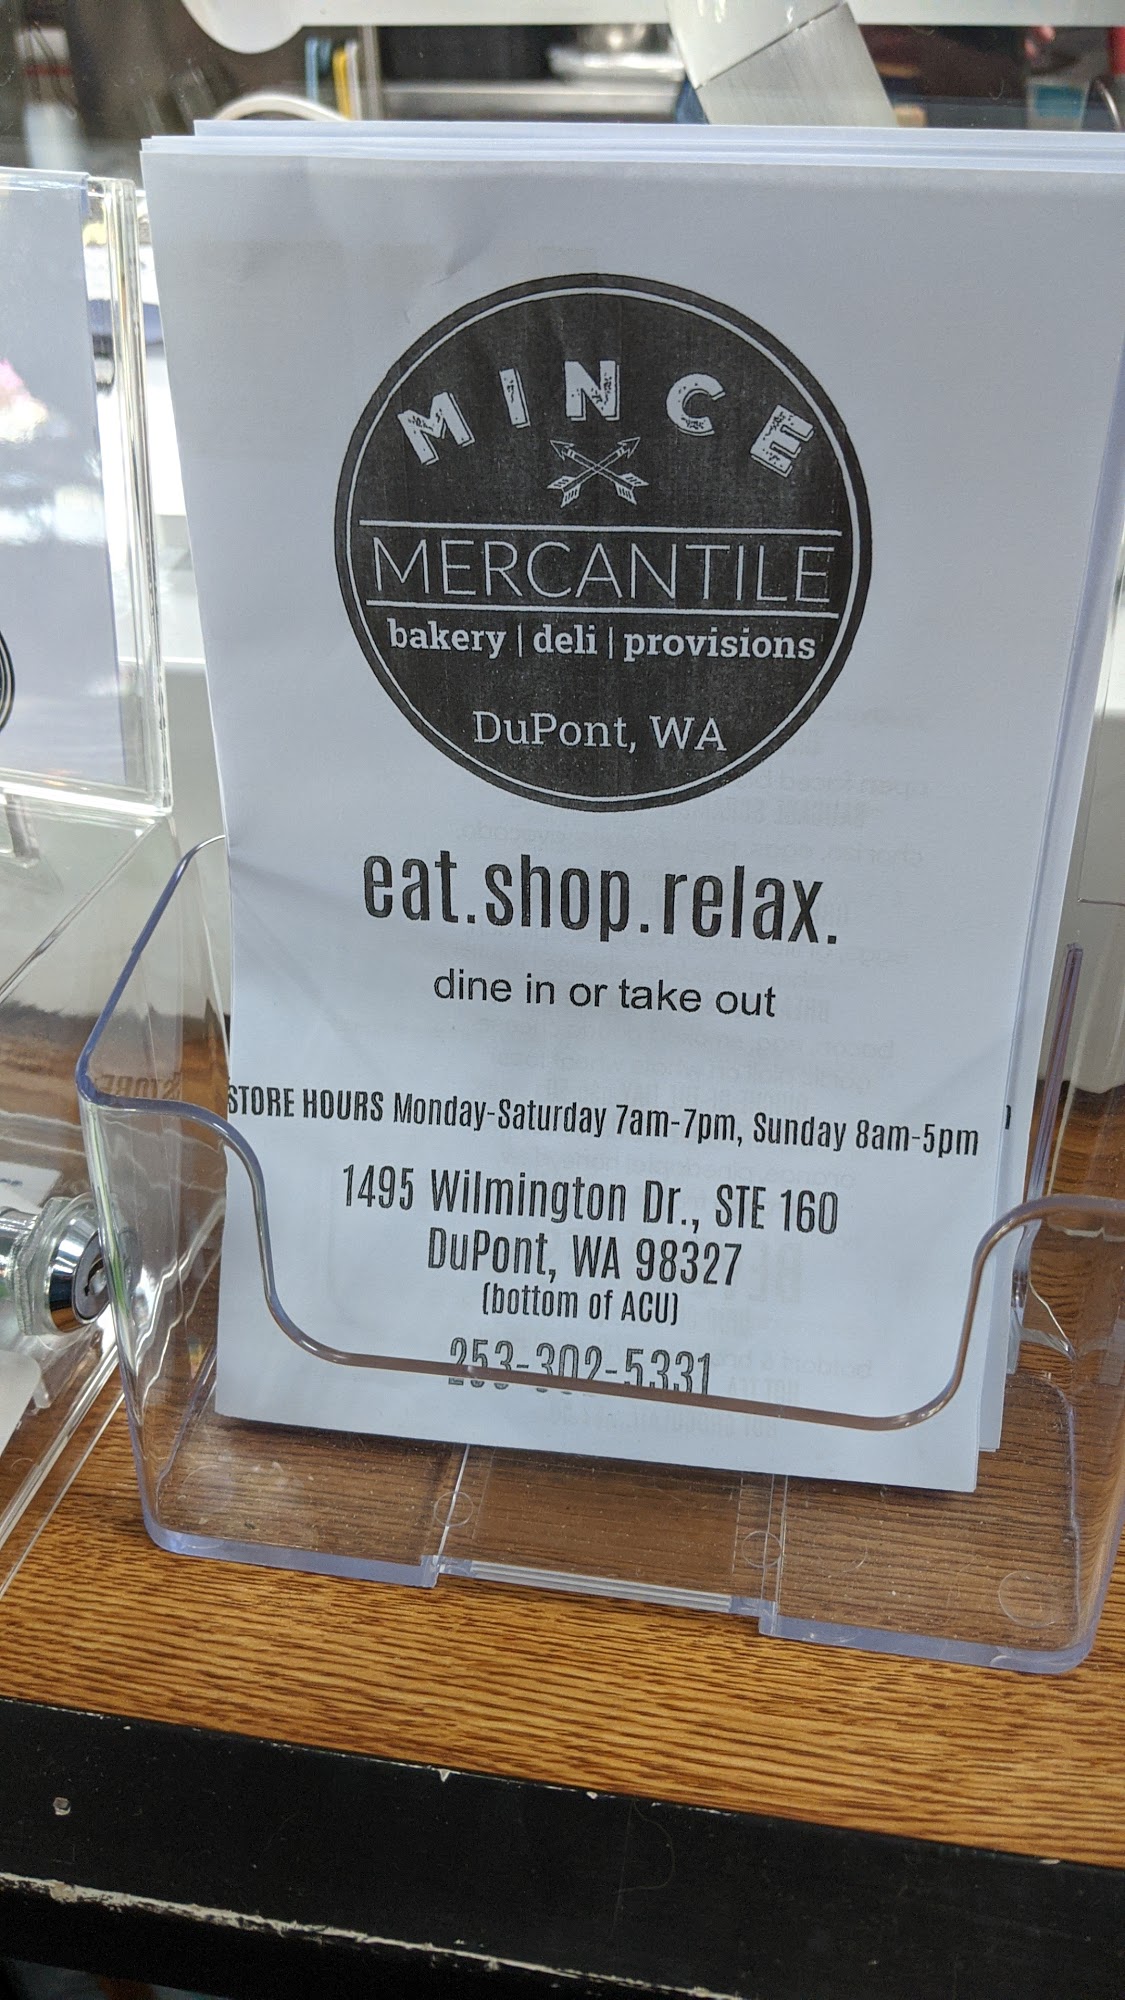 MINCE
MERCANTILE
bakery | deli | provisions
DuPont, WA
eat.shop.relax.
dine in or take out
STORE HOURS Monday-Saturday 7am-7pm, Sunday 8am-5pm
1495 Wilmington Dr., STE 160
DuPont, WA 98327
(bottom of ACU)
253-302-5331